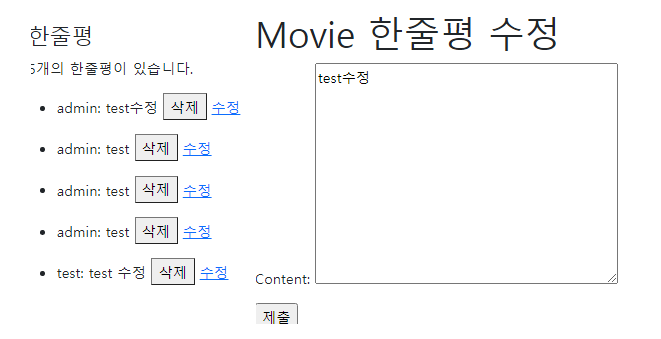 한줄평
5개의 한줄평이 있습니다.
admin: test수정 삭제 수정
admin: test 삭제 수정
admin: test 삭제 수정
admin: test 삭제 수정
test: test 수정 삭제 수정
Movie 한줄평 수정
test수정
Content:
제출